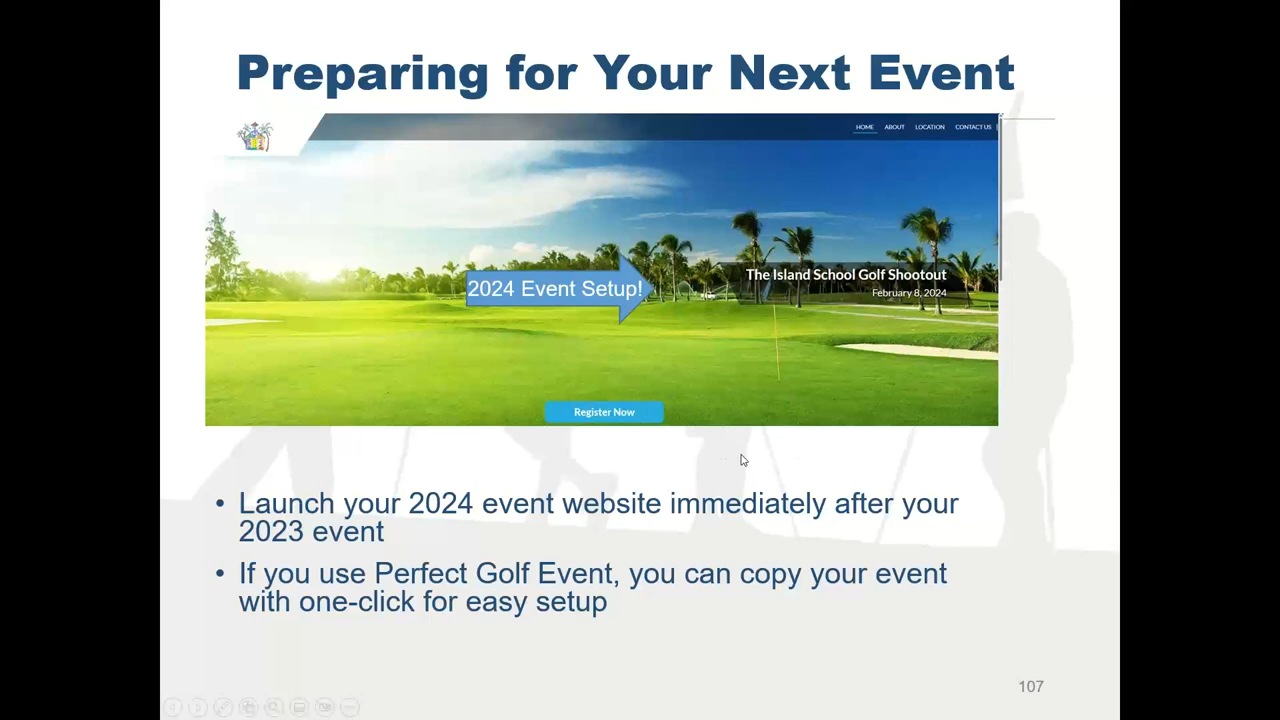 Preparing for Your Next Event
HOME ABOUT LOCATION CONTACT US
The Island School Golf Shootout
February 8, 2024
2024 Event Setup!
Register Now
• Launch your 2024 event website immediately after your
2023 event
• If you use Perfect Golf Event, you can copy your event
with one-click for easy setup
107